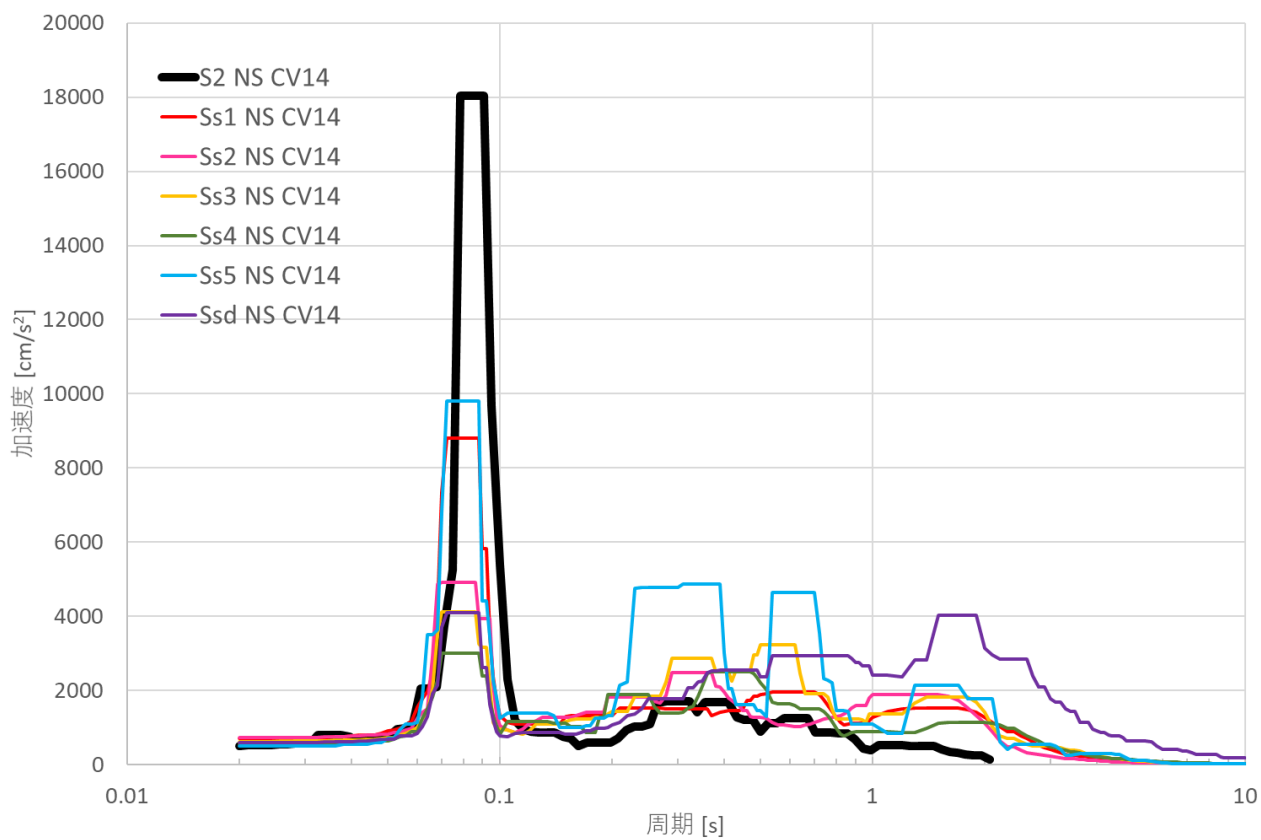 20000
18000
16000
14000
12000
10000
8000
6000
4000
2000
0
加速度 [cm/s²]
S2 NS CV14
Ss1 NS CV14
Ss2 NS CV14
Ss3 NS CV14
Ss4 NS CV14
Ss5 NS CV14
Ssd NS CV14
0.01 0.1 1 10
周期 [s]